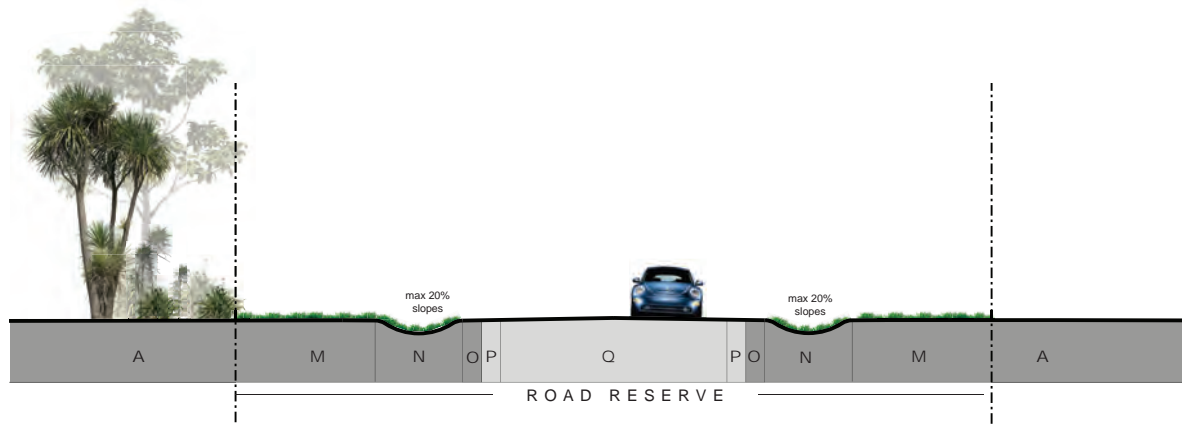 max 20%
slopes
max 20%
slopes
A M N O P Q P O N M A
ROAD RESERVE